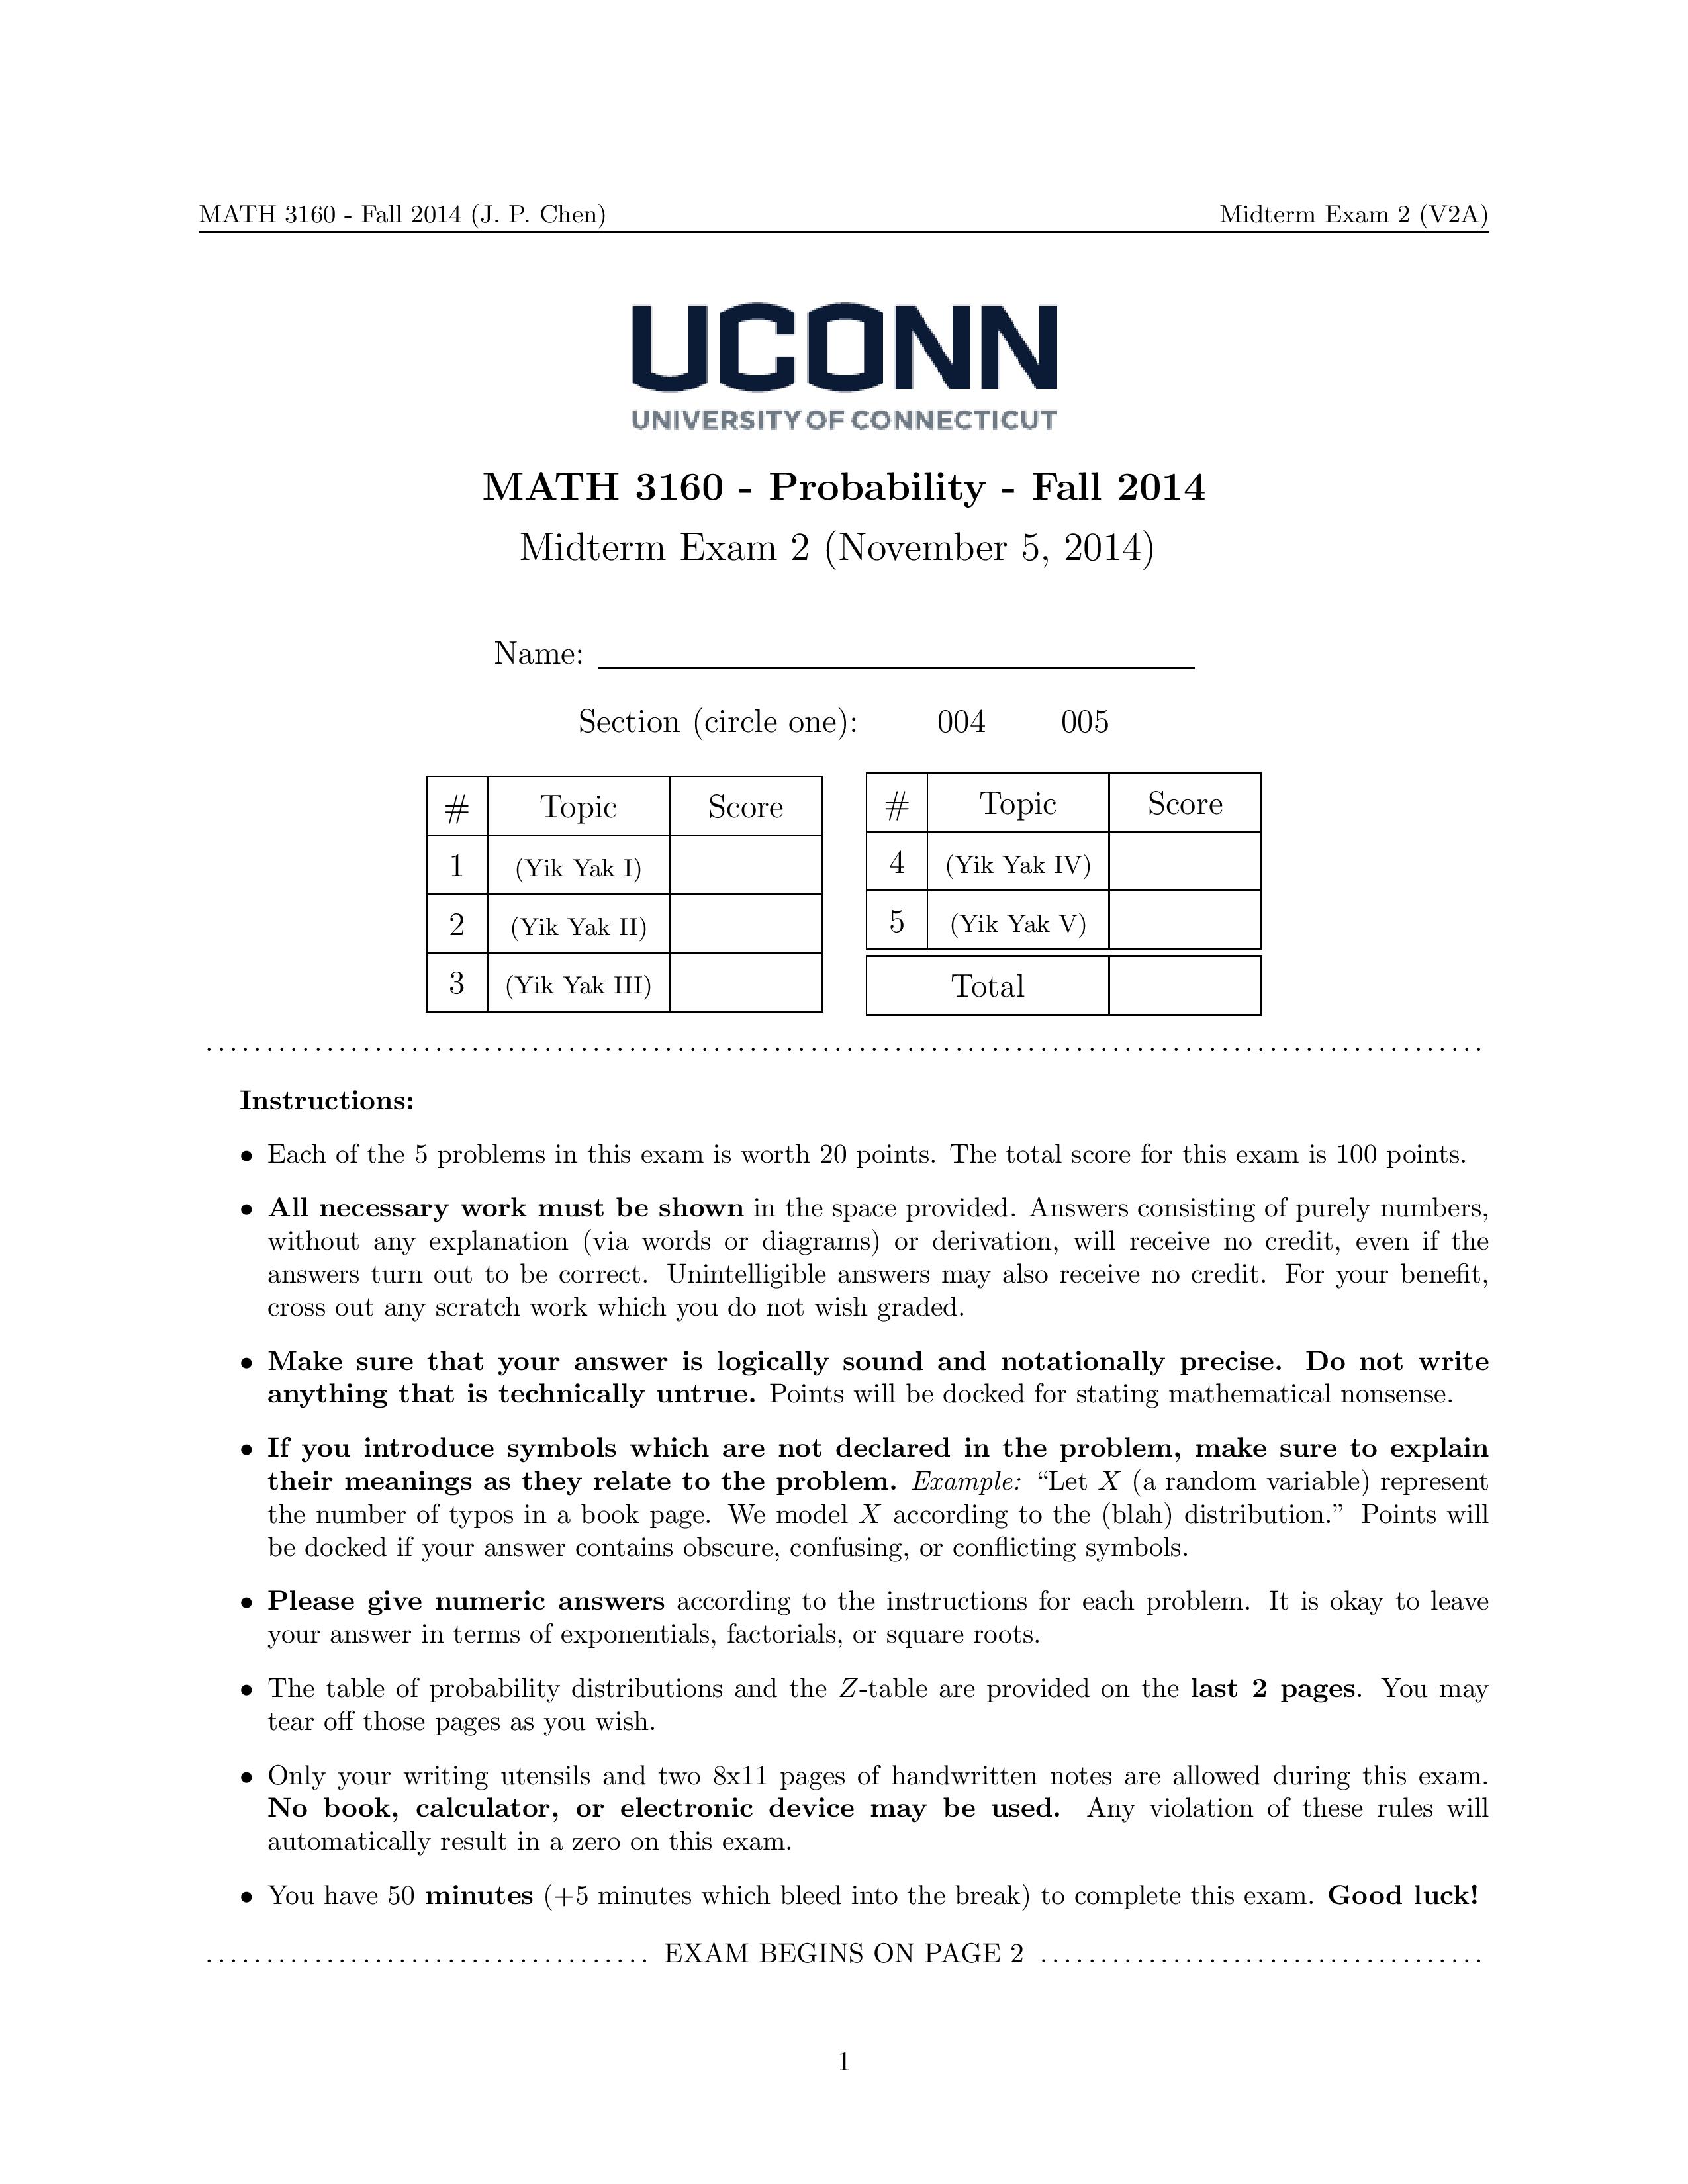 MATH 3160 - Fall 2014 (J. P. Chen) Midterm Exam 2 (V2A)
UCONN
UNIVERSITY OF CONNECTICUT
MATH 3160 - Probability - Fall 2014
Midterm Exam 2 (November 5, 2014)
Name:
Section (circle one): 004 005
# Topic Score
1 (Yik Yak I)
2 (Yik Yak II)
3 (Yik Yak III)
# Topic Score
4 (Yik Yak IV)
5 (Yik Yak V)
Total
Instructions:
• Each of the 5 problems in this exam is worth 20 points. The total score for this exam is 100 points.
• All necessary work must be shown in the space provided. Answers consisting of purely numbers,
without any explanation (via words or diagrams) or derivation, will receive no credit, even if the
answers turn out to be correct. Unintelligible answers may also receive no credit. For your benefit,
cross out any scratch work which you do not wish graded.
• Make sure that your answer is logically sound and notationally precise. Do not write
anything that is technically untrue. Points will be docked for stating mathematical nonsense.
• If you introduce symbols which are not declared in the problem, make sure to explain
their meanings as they relate to the problem. Example: “Let X (a random variable) represent
the number of typos in a book page. We model X according to the (blah) distribution.” Points will
be docked if your answer contains obscure, confusing, or conflicting symbols.
• Please give numeric answers according to the instructions for each problem. It is okay to leave
your answer in terms of exponentials, factorials, or square roots.
• The table of probability distributions and the Z-table are provided on the last 2 pages. You may
tear off those pages as you wish.
• Only your writing utensils and two 8x11 pages of handwritten notes are allowed during this exam.
No book, calculator, or electronic device may be used. Any violation of these rules will
automatically result in a zero on this exam.
• You have 50 minutes (+5 minutes which bleed into the break) to complete this exam. Good luck!
EXAM BEGINS ON PAGE 2
1